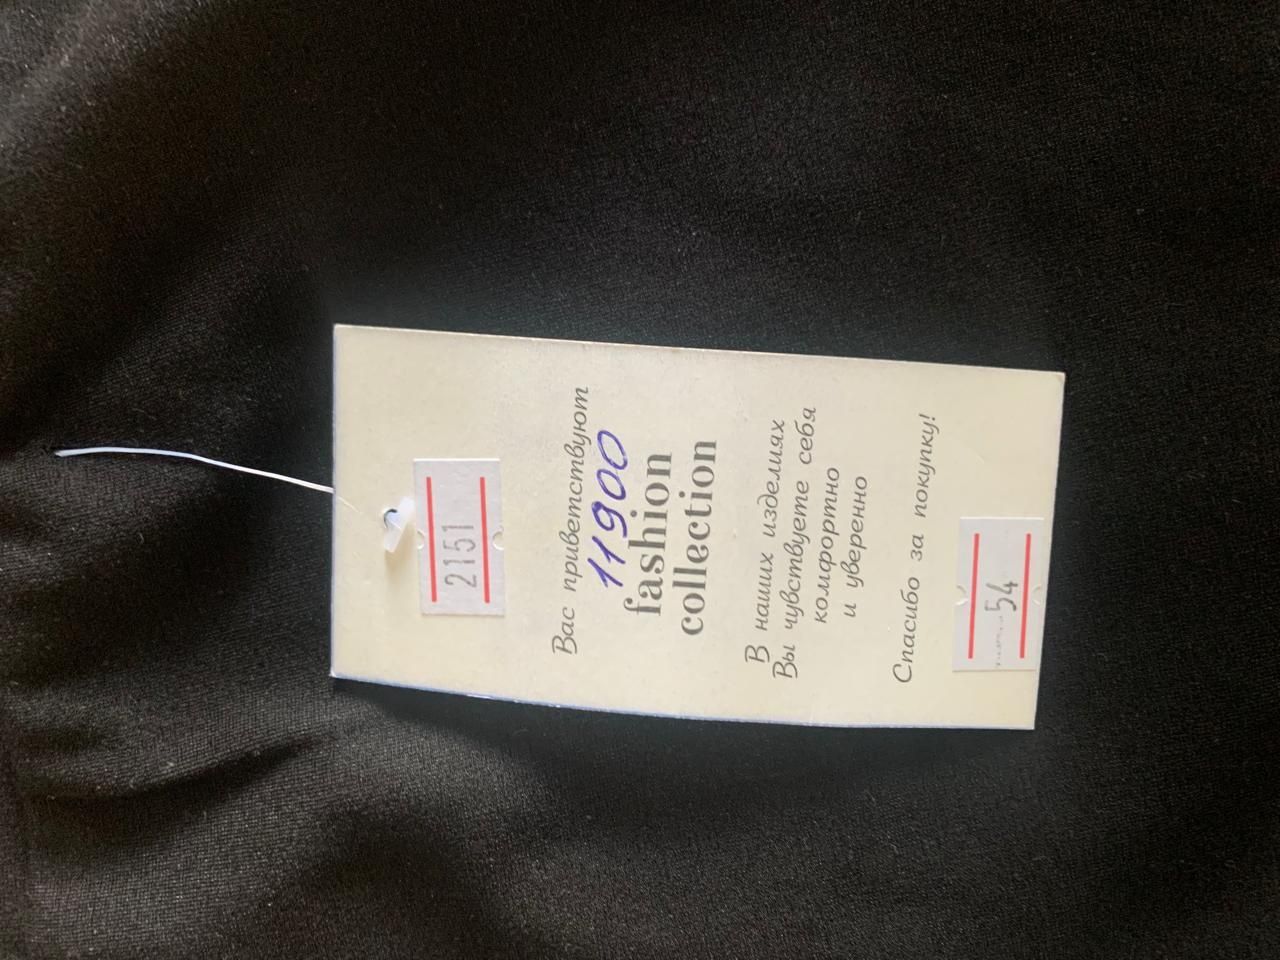 2151
Вас приветствуют
11900
fashion
collection
В наших изделиях
Вы чувствуете себя
комфортно
и уверенно
Спасибо за покупку!
54